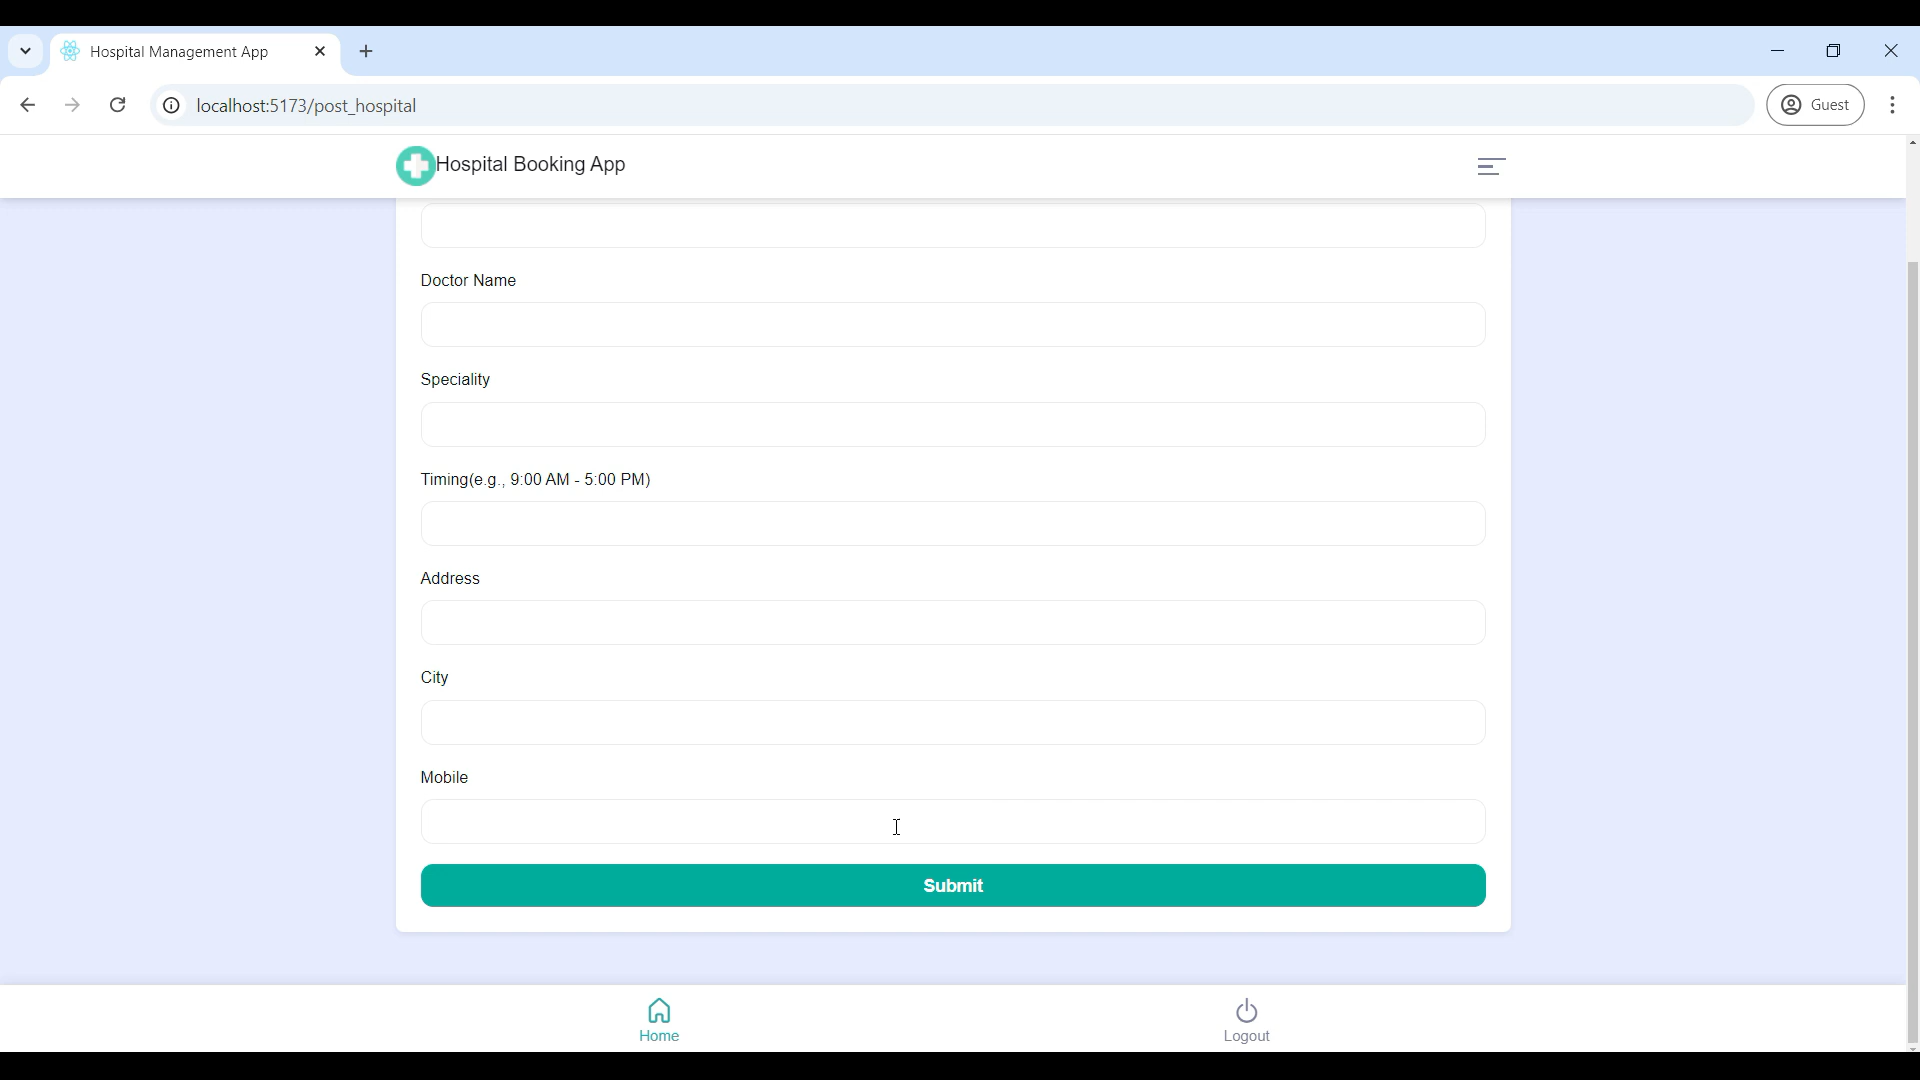 Hospital Management App
localhost:5173/post_hospital
Guest
Hospital Booking App
Doctor Name
Speciality
Timing(e.g., 9:00 AM - 5:00 PM)
Address
City
Mobile
Submit
Home
Logout